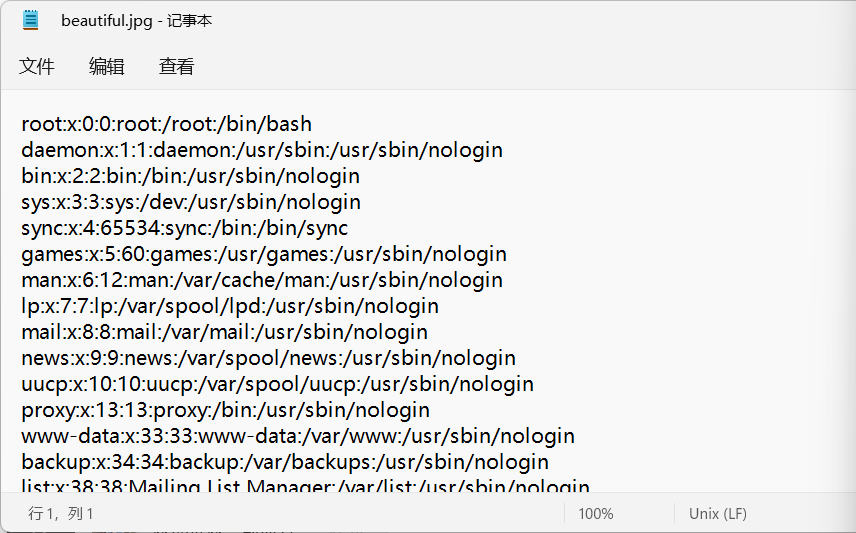 beautiful.jpg - 记事本
文件 编辑 查看
root:x:0:0:root:/root:/bin/bash
daemon:x:1:1:daemon:/usr/sbin:/usr/sbin/nologin
bin:x:2:2:bin:/bin:/usr/sbin/nologin
sys:x:3:3:sys:/dev:/usr/sbin/nologin
sync:x:4:65534:sync:/bin:/bin/sync
games:x:5:60:games:/usr/games:/usr/sbin/nologin
man:x:6:12:man:/var/cache/man:/usr/sbin/nologin
lp:x:7:7:lp:/var/spool/lpd:/usr/sbin/nologin
mail:x:8:8:mail:/var/mail:/usr/sbin/nologin
news:x:9:9:news:/var/spool/news:/usr/sbin/nologin
uucp:x:10:10:uucp:/var/spool/uucp:/usr/sbin/nologin
proxy:x:13:13:proxy:/bin:/usr/sbin/nologin
www-data:x:33:33:www-data:/var/www:/usr/sbin/nologin
backup:x:34:34:backup:/var/backups:/usr/sbin/nologin
list:x:38:38:Mailing List Manager:/var/list:/usr/sbin/nologin
行 1，列 1 100% Unix (LF)